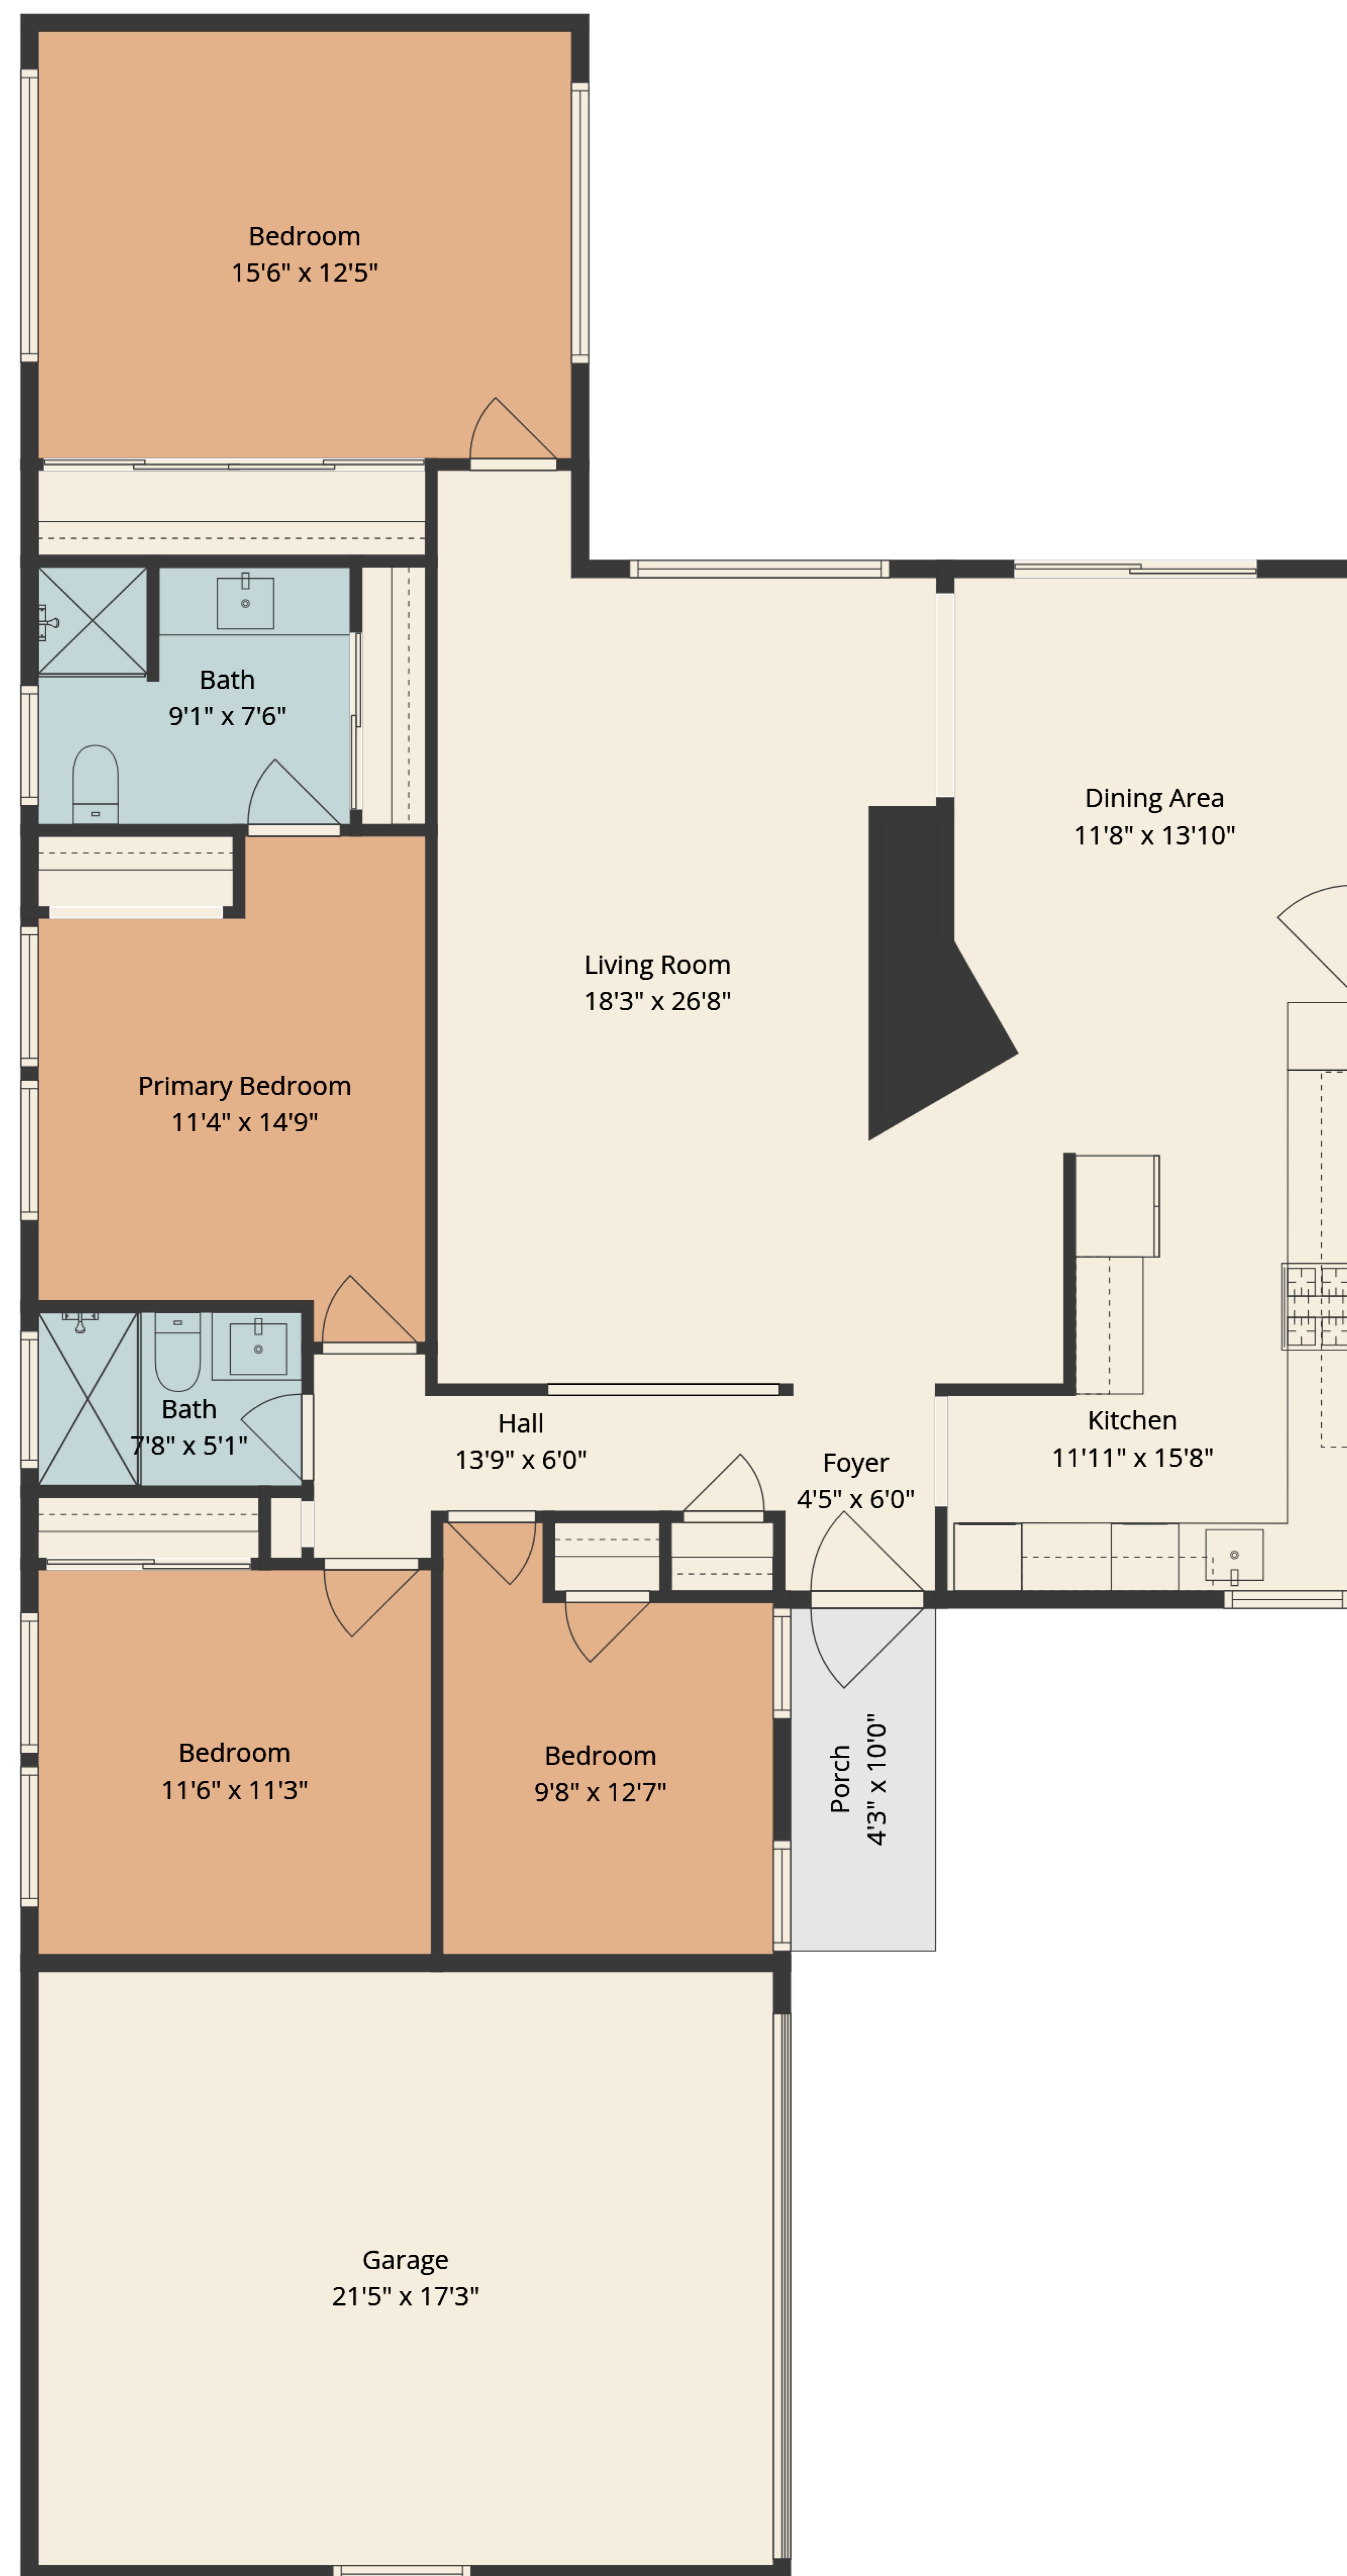 Bedroom
15'6" x 12'5"
Bath
9'1" x 7'6"
Dining Area
11'8" x 13'10"
Living Room
18'3" x 26'8"
Primary Bedroom
11'4" x 14'9"
Bath
7'8" x 5'1"
Hall
13'9" x 6'0"
Foyer
4'5" x 6'0"
Kitchen
11'11" x 15'8"
Bedroom
11'6" x 11'3"
Bedroom
9'8" x 12'7"
Porch
4'3" x 10'0"
Garage
21'5" x 17'3"